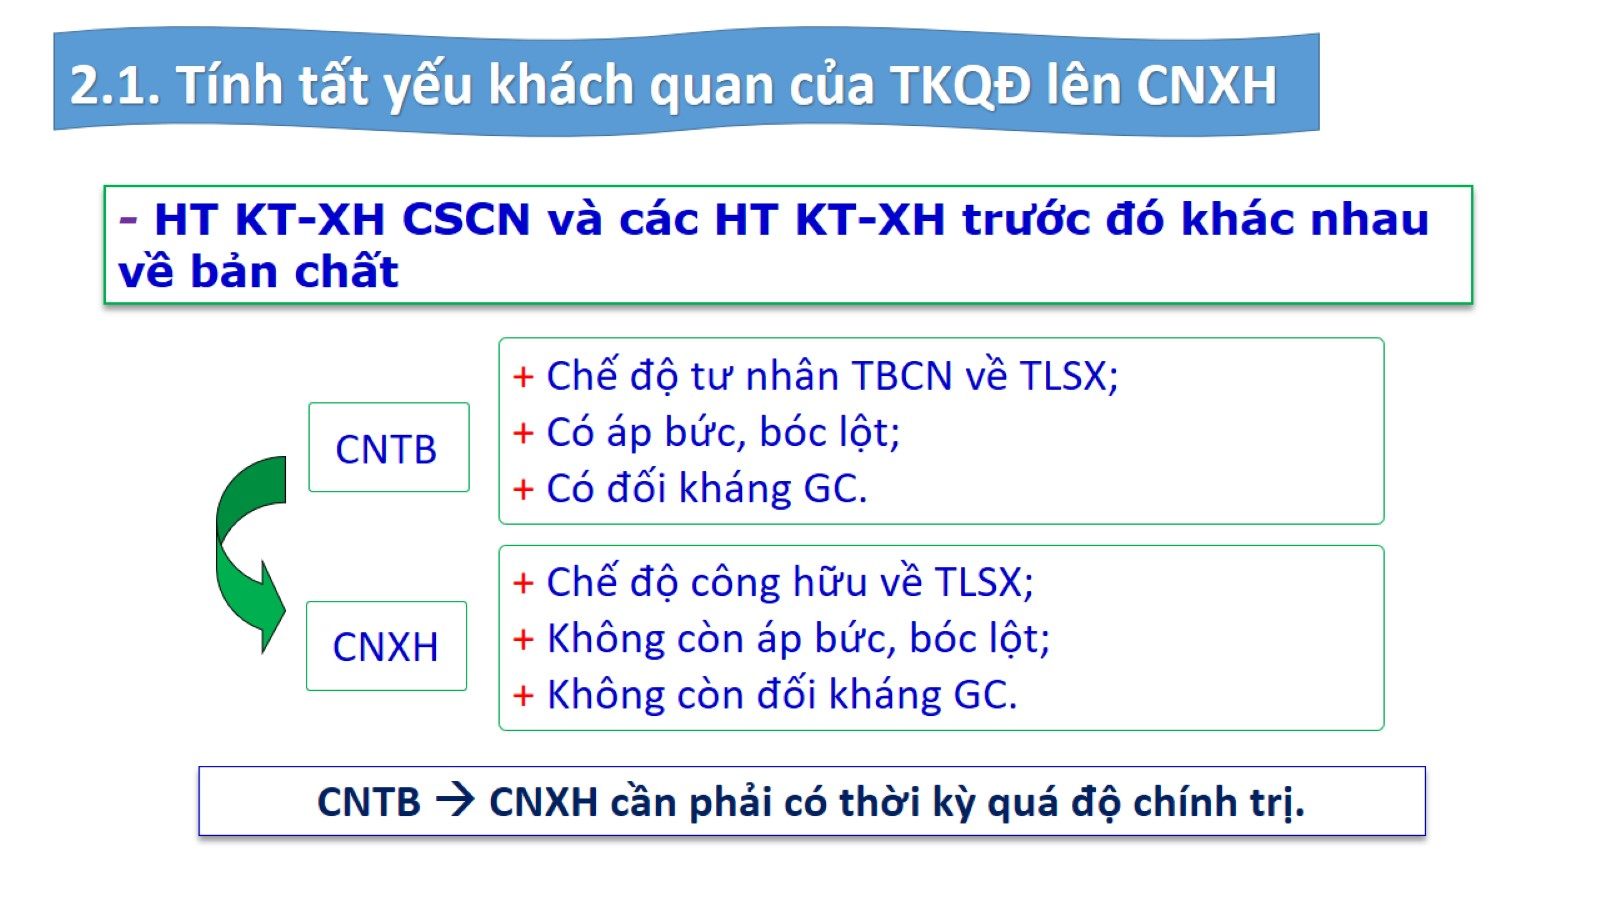 2.1. Tính tất yếu khách quan của TKQĐ lên CNXH
- HT KT-XH CSCN và các HT KT-XH trước đó khác nhau
về bản chất
+ Chế độ tư nhân TBCN về TLSX;
+ Có áp bức, bóc lột;
+ Có đối kháng GC.
CNTB
+ Chế độ công hữu về TLSX;
+ Không còn áp bức, bóc lột;
+ Không còn đối kháng GC.
CNXH
CNTB → CNXH cần phải có thời kỳ quá độ chính trị.